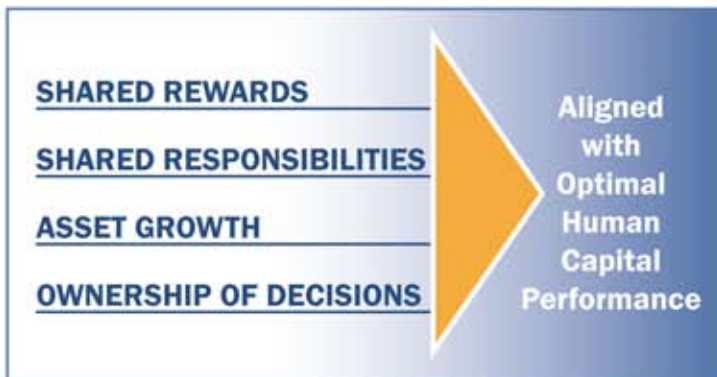 SHARED REWARDS
SHARED RESPONSIBILITIES
ASSET GROWTH
OWNERSHIP OF DECISIONS
Aligned
with
Optimal
Human
Capital
Performance